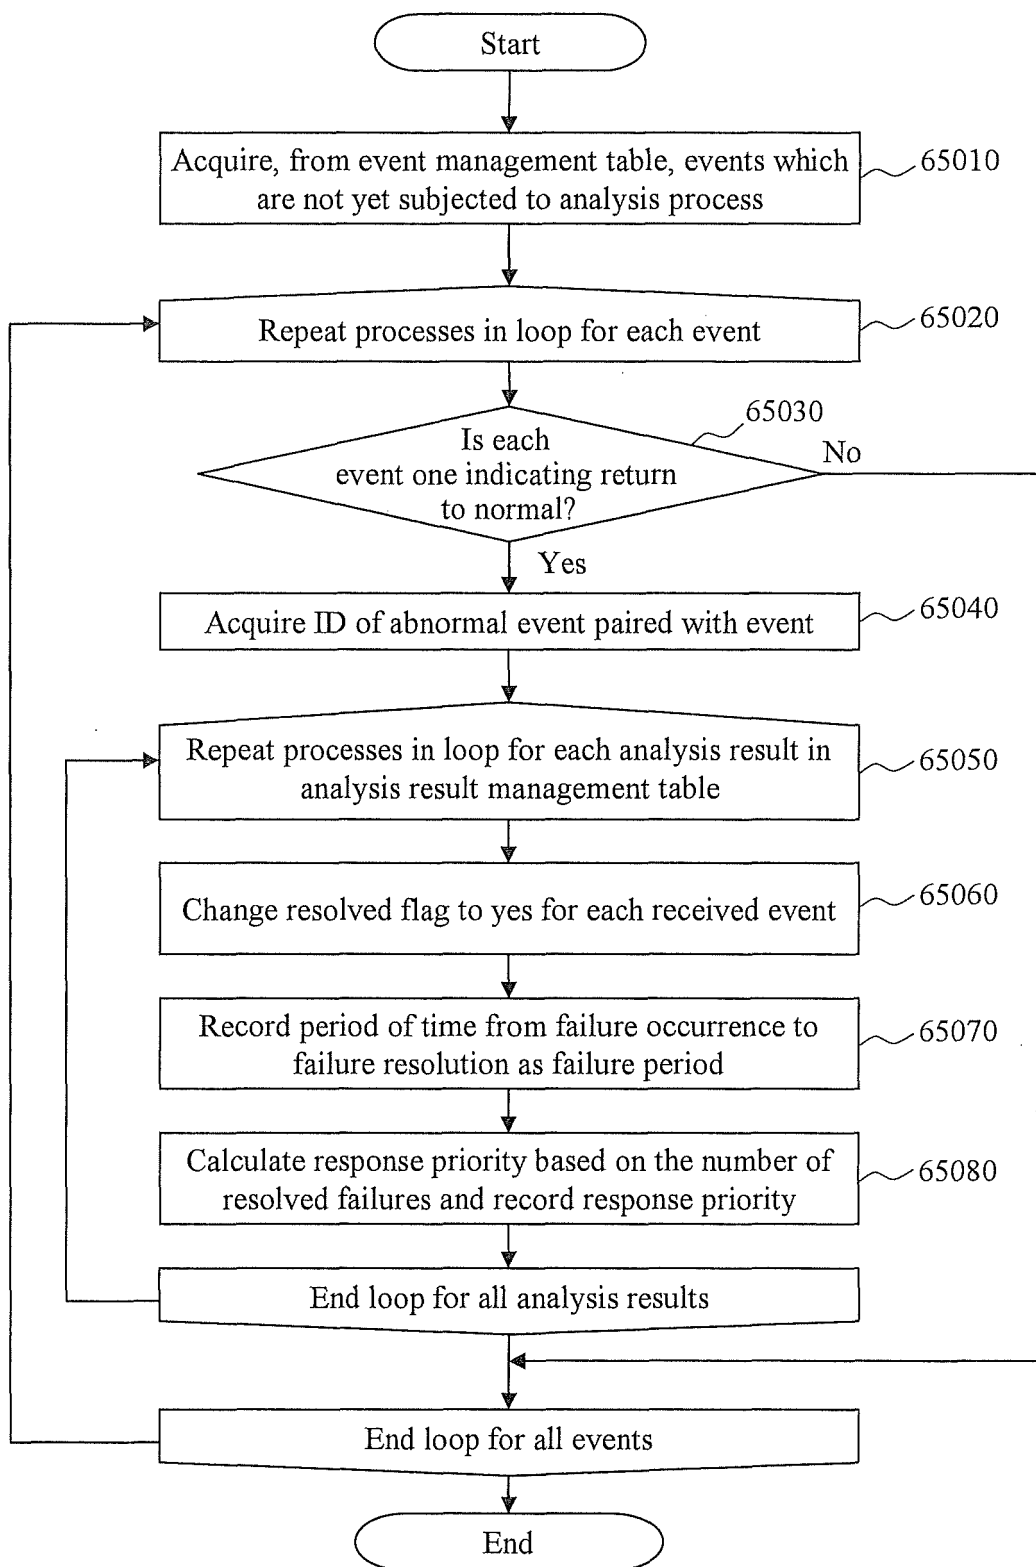 Start
Acquire, from event management table, events which
are not yet subjected to analysis process
65010
Repeat processes in loop for each event
65020
65030
Is each
event one indicating return
to normal?
No
Yes
Acquire ID of abnormal event paired with event
65040
Repeat processes in loop for each analysis result in
analysis result management table
65050
Change resolved flag to yes for each received event
65060
Record period of time from failure occurrence to
failure resolution as failure period
65070
Calculate response priority based on the number of
resolved failures and record response priority
65080
End loop for all analysis results
End loop for all events
End